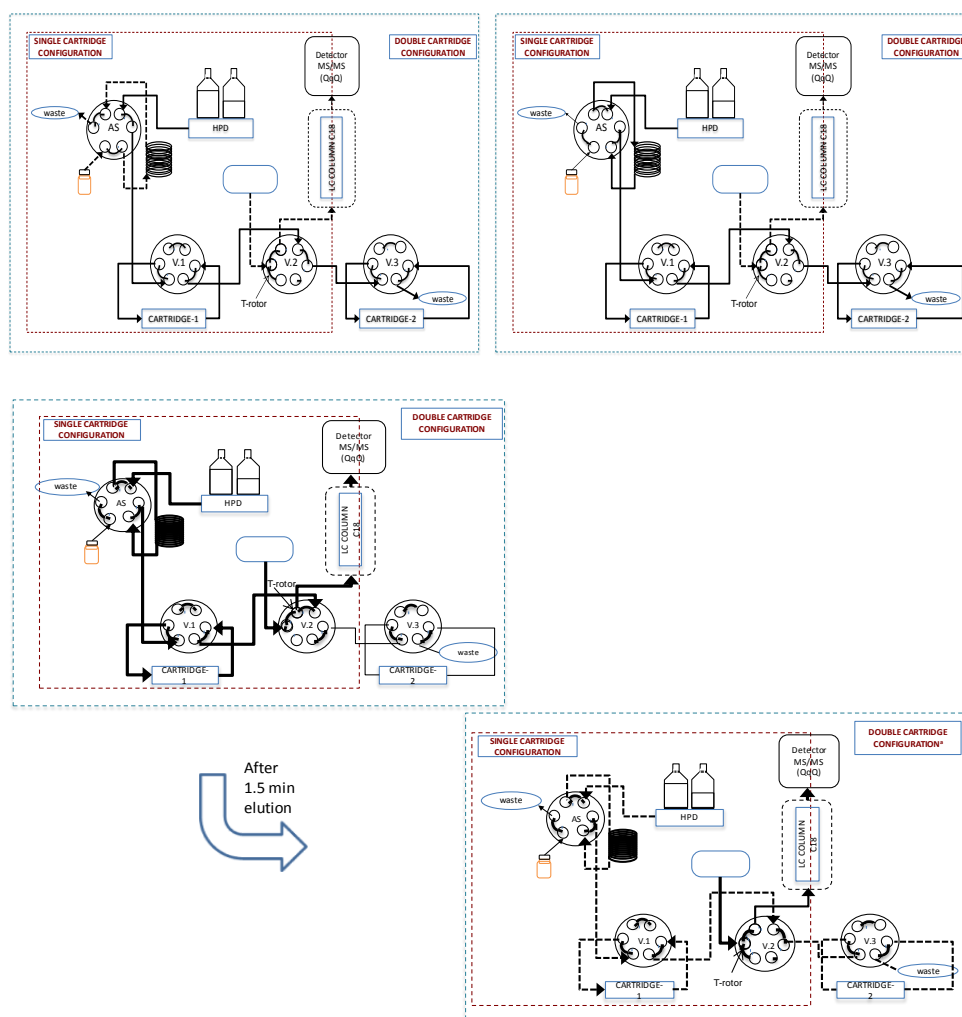 SINGLE CARTRIDGE
CONFIGURATION
DOUBLE CARTRIDGE
CONFIGURATION
Detector
MS/MS
(QqQ)
waste
AS
HPD
LC COLUMN C18
V.1
V.2
V.3
T-rotor
waste
CARTRIDGE-1
CARTRIDGE-2
SINGLE CARTRIDGE
CONFIGURATION
DOUBLE CARTRIDGE
CONFIGURATION
Detector
MS/MS
(QqQ)
waste
AS
HPD
LC COLUMN C18
V.1
V.2
V.3
T-rotor
waste
CARTRIDGE-1
CARTRIDGE-2
SINGLE CARTRIDGE
CONFIGURATION
DOUBLE CARTRIDGE
CONFIGURATION
Detector
MS/MS
(QqQ)
waste
AS
HPD
LC COLUMN
C18
T-rotor
V.1
V.2
V.3
waste
CARTRIDGE-
1
CARTRIDGE-
2
After
1.5 min
elution
SINGLE CARTRIDGE
CONFIGURATION
DOUBLE CARTRIDGE
CONFIGURATIONª
Detector
MS/MS
(QqQ)
waste
AS
HPD
LC COLUMN
C18
V.1
V.2
V.3
T-rotor
waste
CARTRIDGE-
1
CARTRIDGE-
2